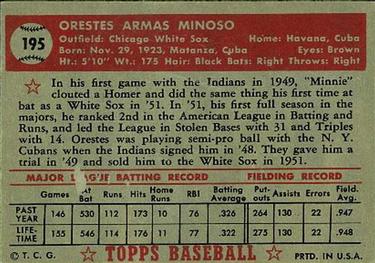 195
ORESTES ARMAS MINOSO
Outfield: Chicago White Sox Home: Havana, Cuba
Born: Nov. 29, 1923, Matanza, Cuba Eyes: Brown
Ht.: 5'10" Wt.: 175 Hair: Black Bats: Right Throws: Right
In his first game with the Indians in 1949, "Minnie"
clouted a Homer and did the same thing his first time at
bat as a White Sox in '51. In '51, his first full season in the
majors, he ranked 2nd in the American League in Batting
and Runs, and led the League in Stolen Bases with 31 and Triples
with 14. Orestes was playing semi-pro ball with the N. Y.
Cubans when the Indians signed him in '48. They gave him a
trial in '49 and sold him to the White Sox in 1951.
MAJOR LEAGUE BATTING RECORD FIELDING RECORD
Games At Bat Runs Hits Home Runs RBI Batting Average Put-outs Assists Errors Field. Avg.
PAST YEAR 146 530 112 173 10 76 .326 264 130 22 .947
LIFE-TIME 155 546 113 176 11 77 .322 275 130 22 .948
© T. C. G. TOPPS BASEBALL PRTD. IN U.S.A.